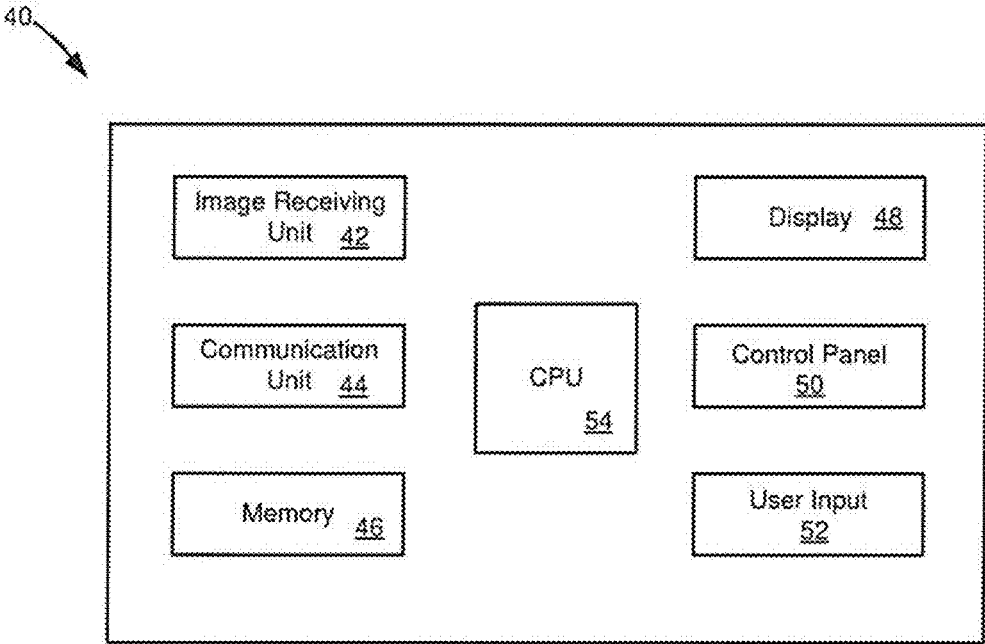 40
Image Receiving
Unit 42
Display 48
Communication
Unit 44
CPU
54
Control Panel
50
Memory 46
User Input
52